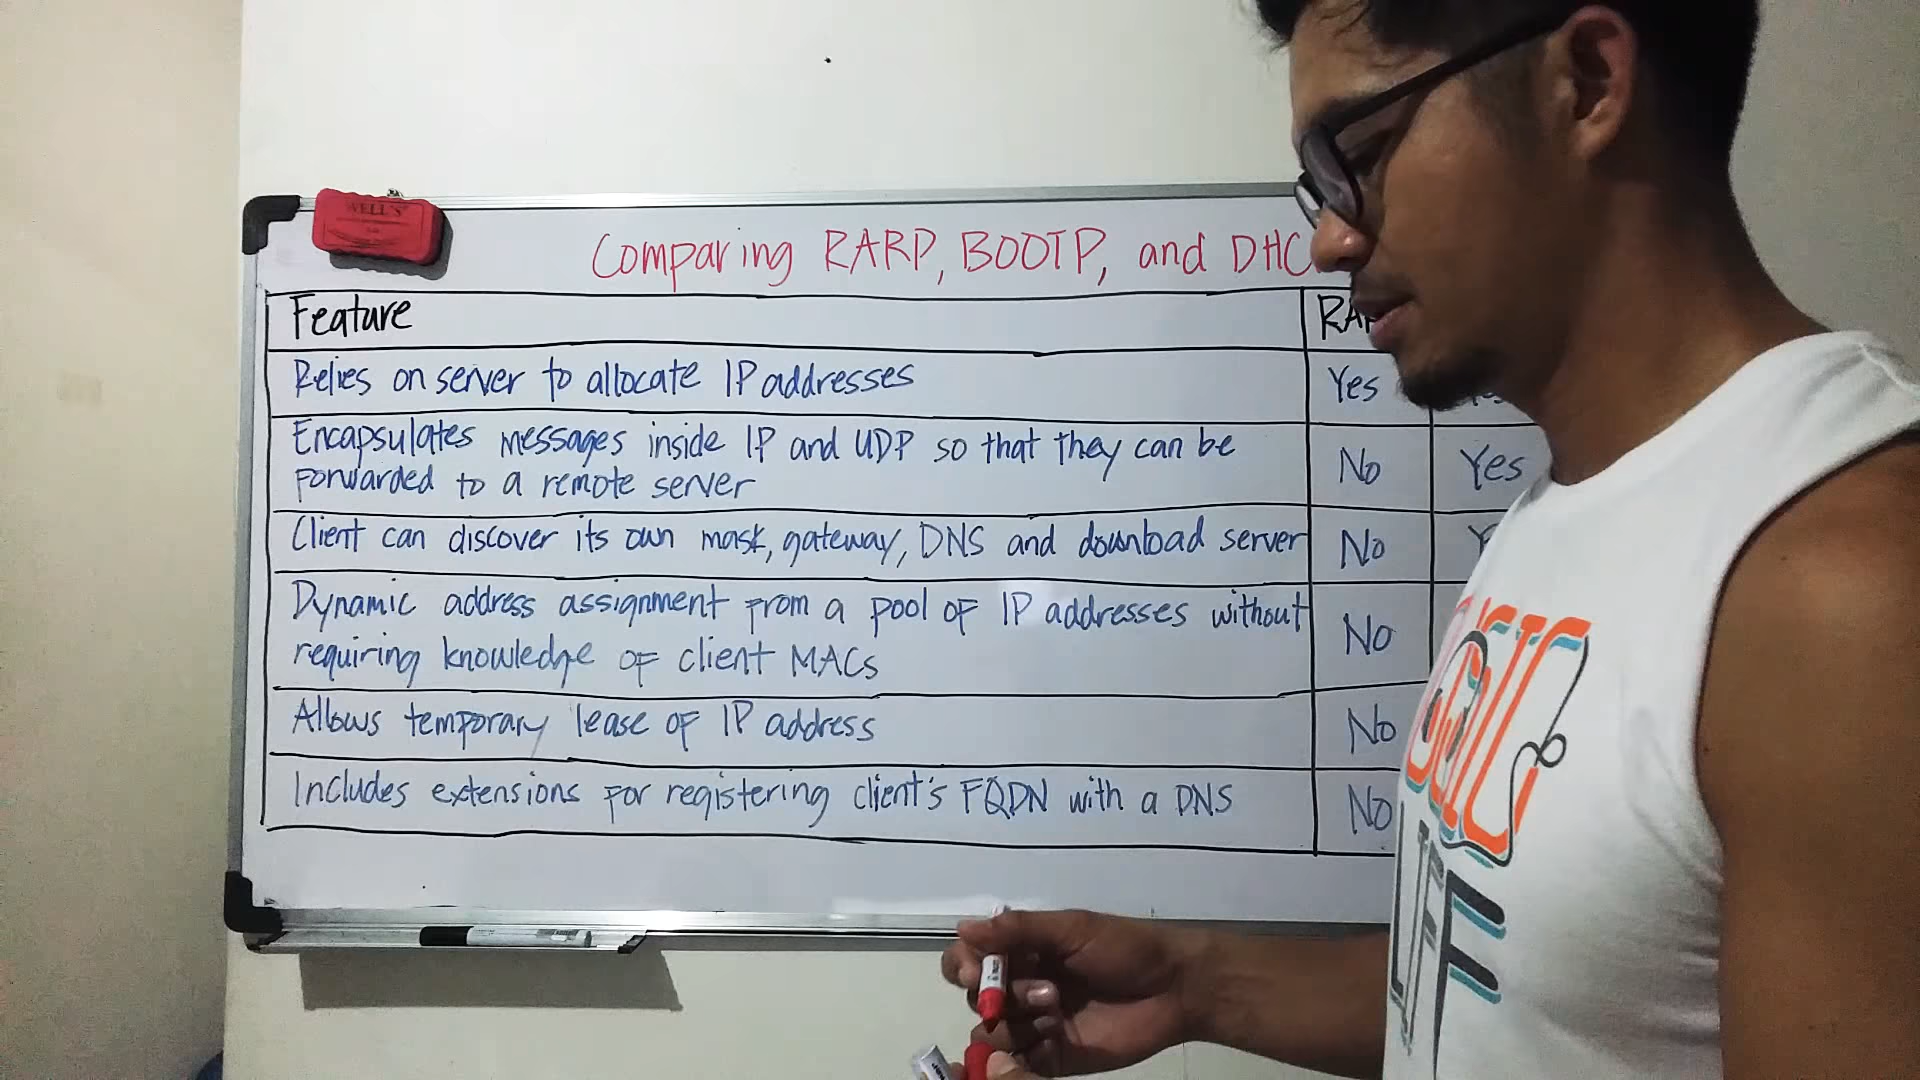 WELL'S
Comparing RARP, BOOTP, and DHC
Feature
Relies on server to allocate IP addresses
Yes
Encapsulates messages inside IP and UDP so that they can be
forwarded to a remote server
No
Yes
Client can discover its own mask, gateway, DNS and download server
No
Dynamic address assignment from a pool of IP addresses without
requiring knowledge of client MACs
No
Allows temporary lease of IP address
No
Includes extensions for registering client's FQDN with a DNS
No